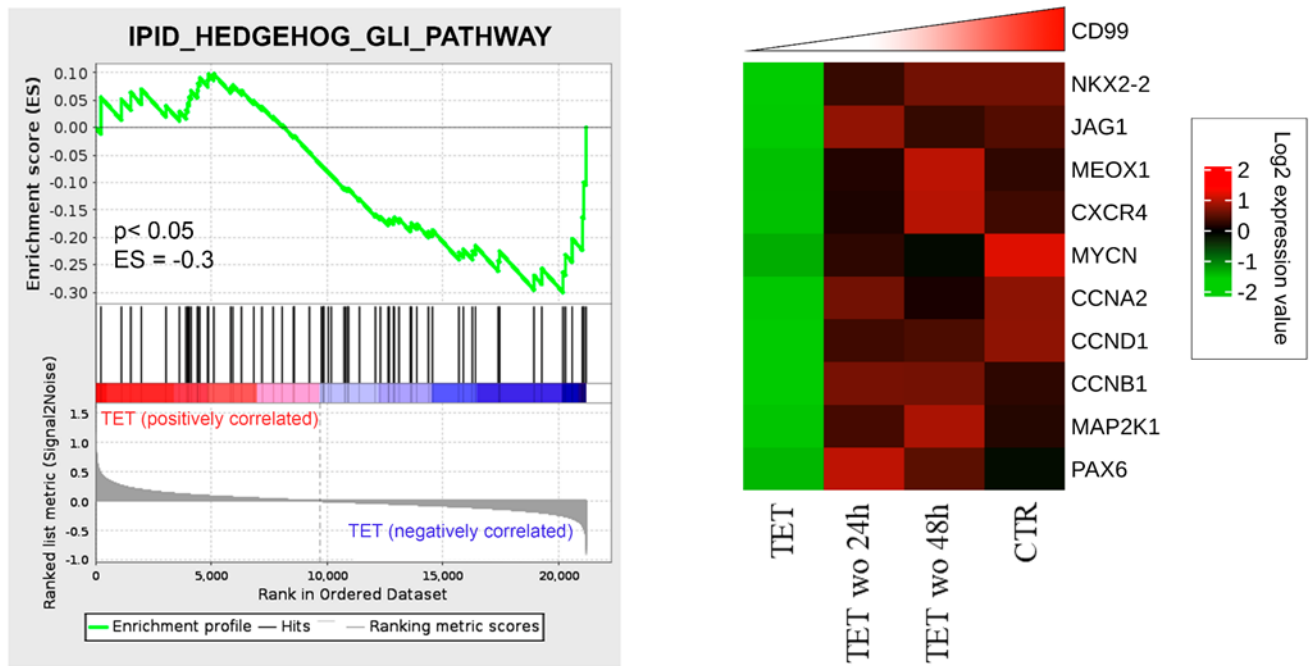 IPID_HEDGEHOG_GLI_PATHWAY
Enrichment score (ES)
0.10
0.05
0.00
-0.05
-0.10
-0.15
-0.20
-0.25
-0.30
p< 0.05
ES = -0.3
Ranked list metric (Signal2Noise)
1.5
1.0
0.5
0.0
-0.5
-1.0
TET (positively correlated)
TET (negatively correlated)
0 5,000 10,000 15,000 20,000
Rank in Ordered Dataset
Enrichment profile Hits Ranking metric scores
CD99
NKX2-2
JAG1
MEOX1
CXCR4
MYCN
CCNA2
CCND1
CCNB1
MAP2K1
PAX6
TET
TET wo 24h
TET wo 48h
CTR
2
1
0
-1
-2
Log2 expression value